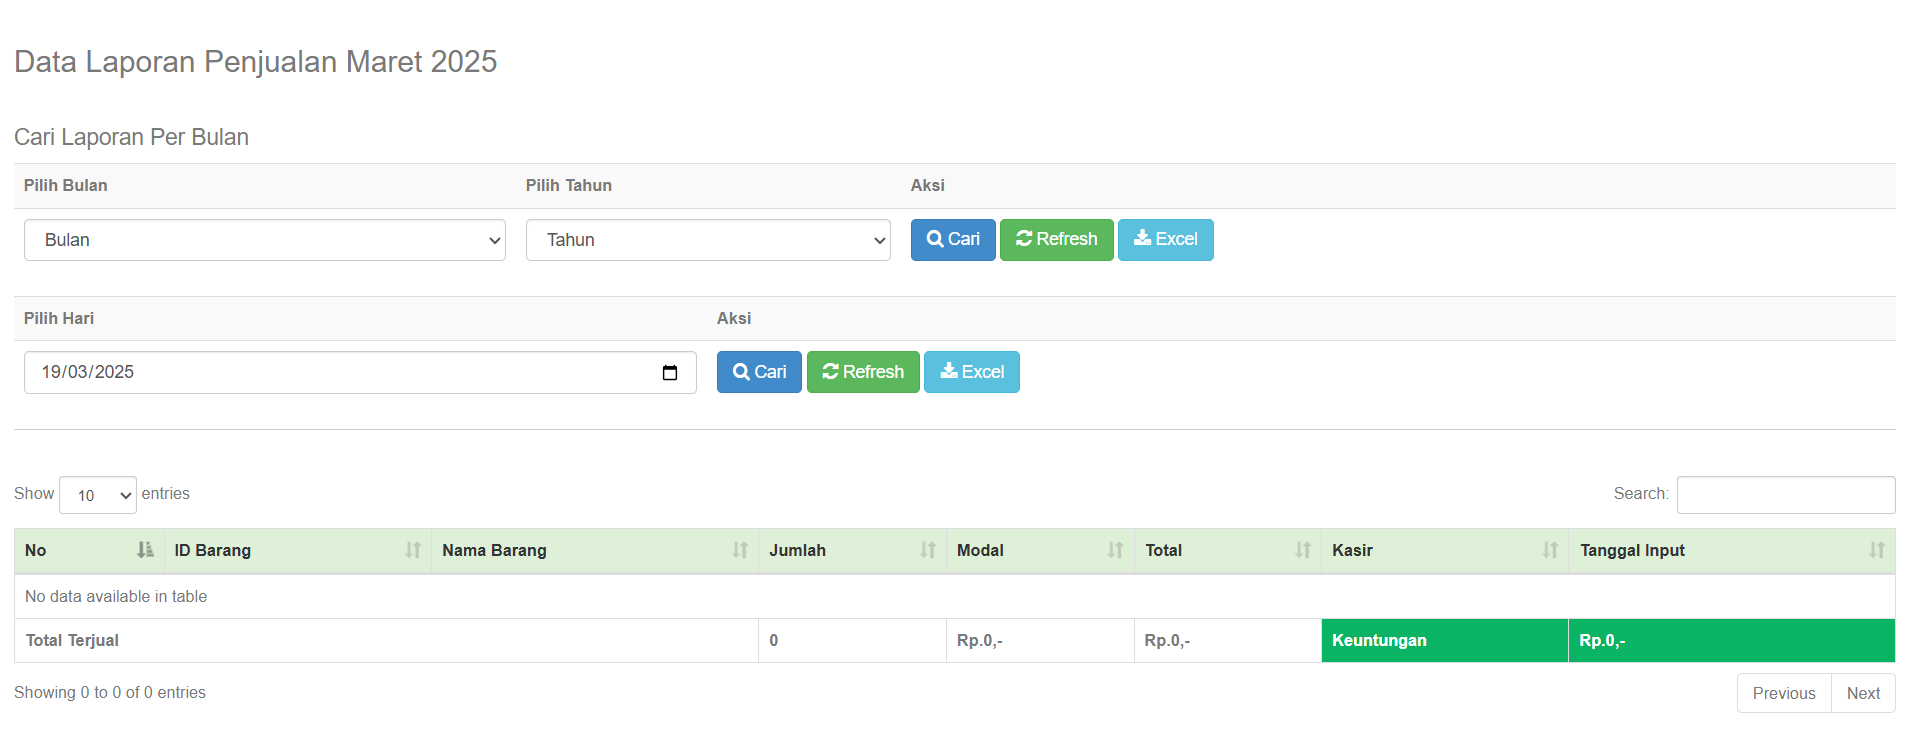 Data Laporan Penjualan Maret 2025
Cari Laporan Per Bulan
Pilih Bulan Pilih Tahun Aksi
Bulan Tahun Cari Refresh Excel
Pilih Hari Aksi
19/03/2025 Cari Refresh Excel
Show 10 entries Search:
No ID Barang Nama Barang Jumlah Modal Total Kasir Tanggal Input
No data available in table
Total Terjual 0 Rp.0,- Rp.0,- Keuntungan Rp.0,-
Showing 0 to 0 of 0 entries Previous Next